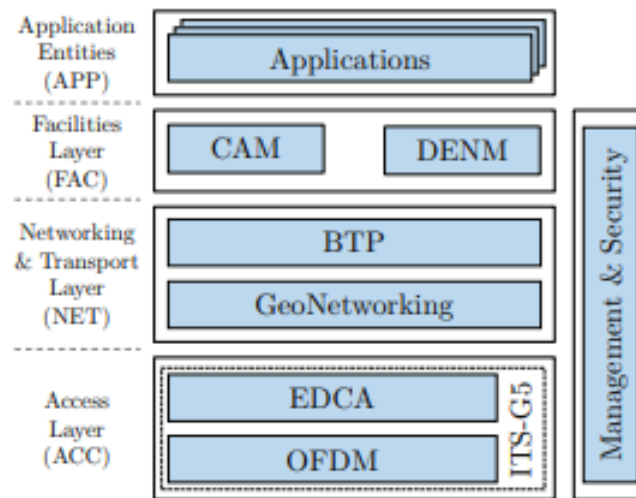 Application
Entities
(APP)
Applications
Facilities
Layer
(FAC)
CAM
DENM
Networking
& Transport
Layer
(NET)
BTP
GeoNetworking
Access
Layer
(ACC)
EDCA
OFDM
ITS-G5
Management & Security